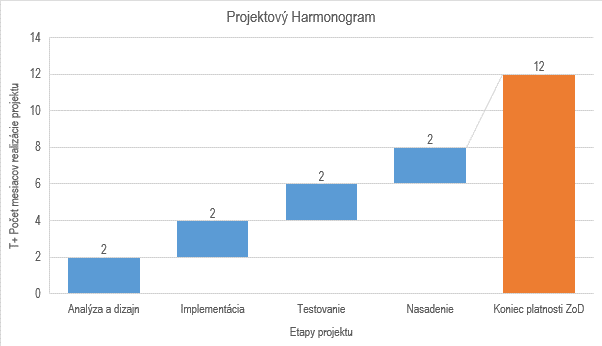 Projektový Harmonogram
T+ Počet mesiacov realizácie projektu
14
12
10
8
6
4
2
0
2
2
2
2
12
Analýza a dizajn
Implementácia
Testovanie
Nasadenie
Koniec platnosti ZoD
Etapy projektu